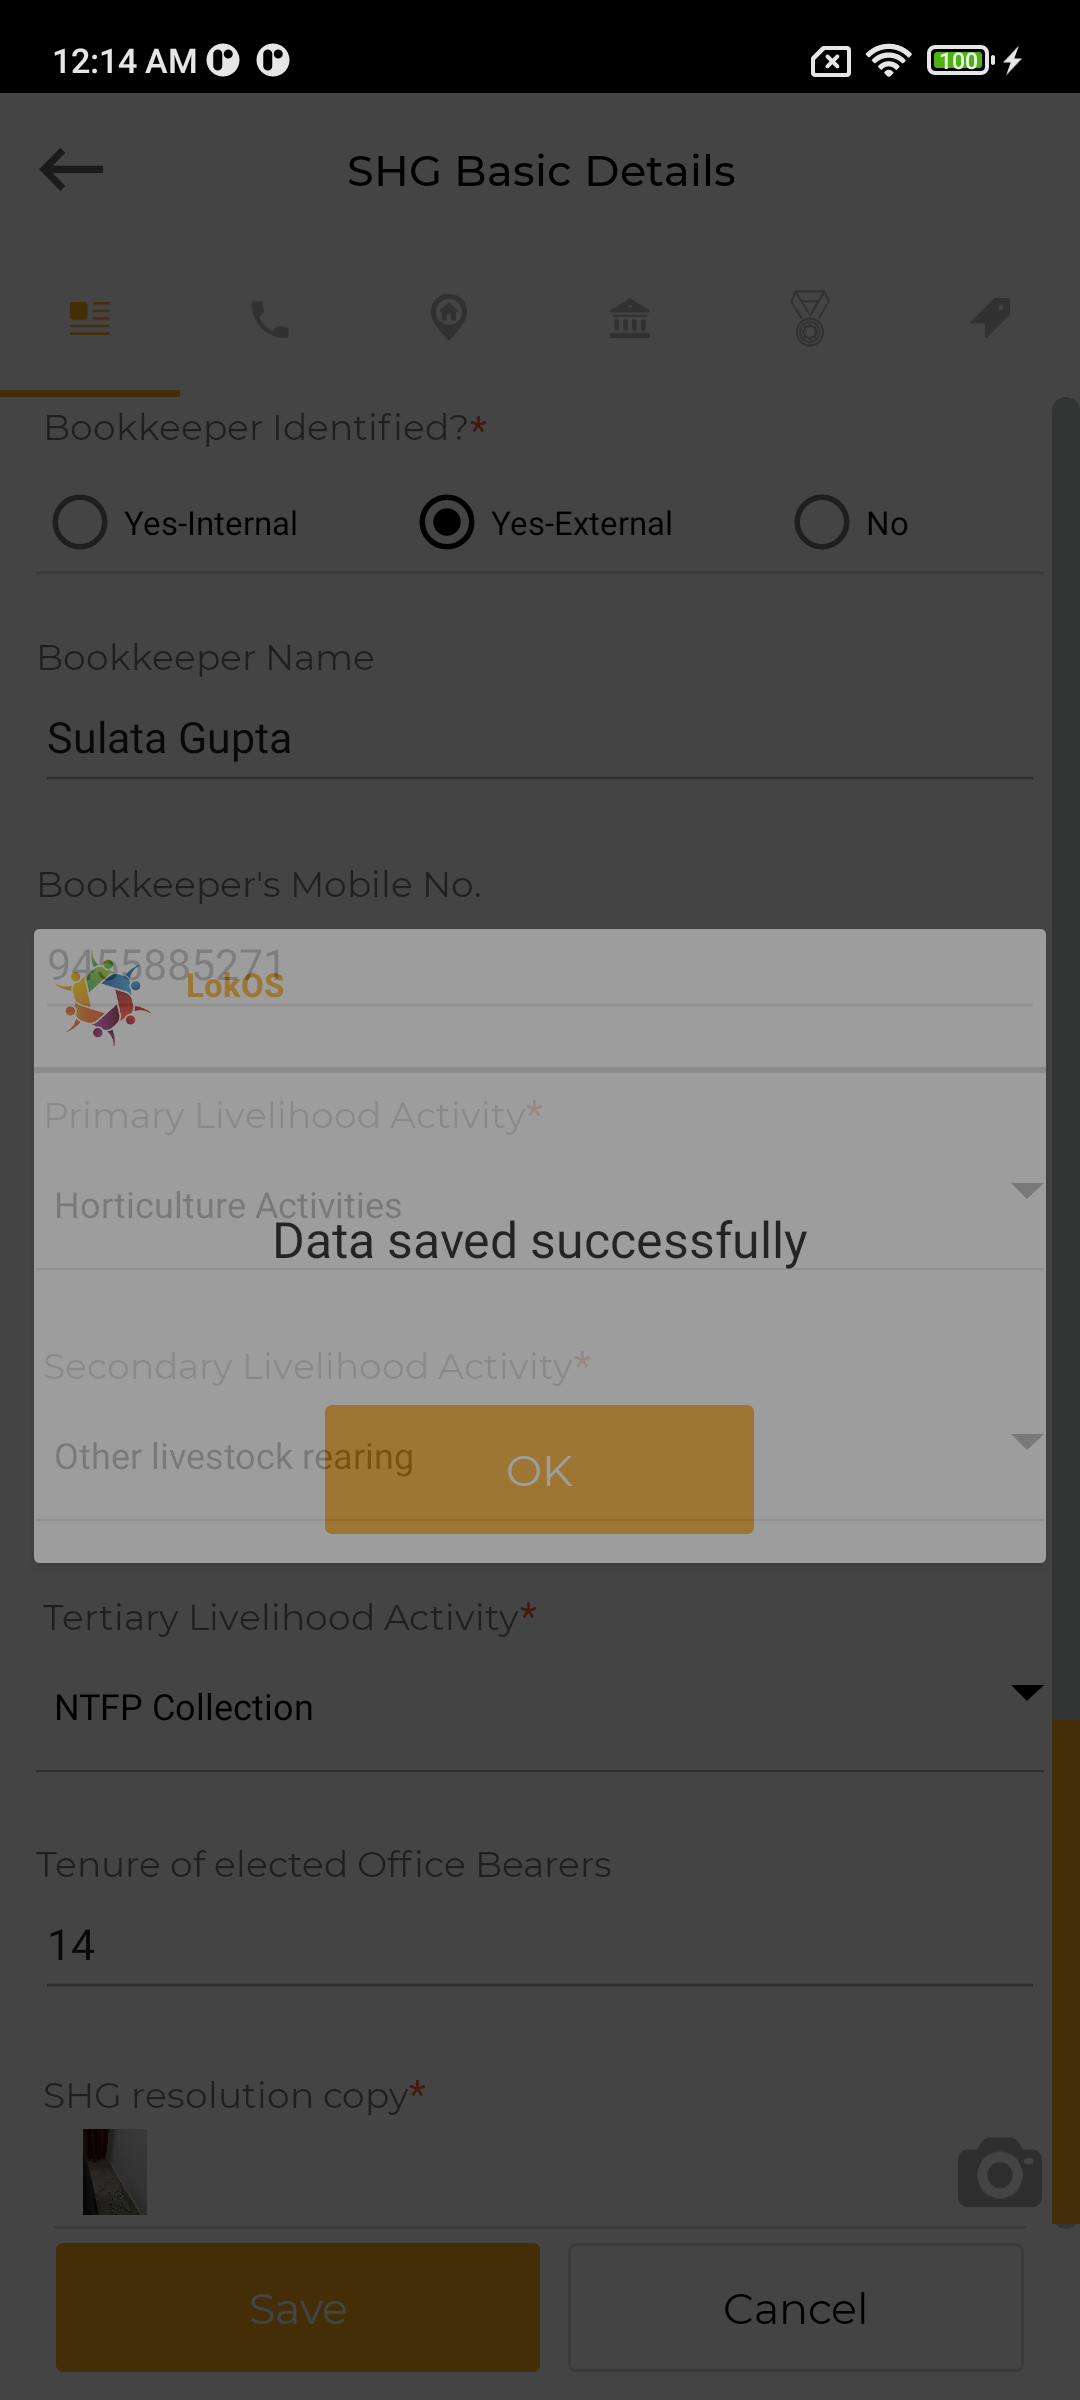 12:14 AM
100
SHG Basic Details
Bookkeeper Identified?*
Yes-Internal Yes-External No
Bookkeeper Name
Sulata Gupta
Bookkeeper's Mobile No.
9455885271
LokOS
Primary Livelihood Activity*
Horticulture Activities
Data saved successfully
Secondary Livelihood Activity*
Other livestock rearing
OK
Tertiary Livelihood Activity*
NTFP Collection
Tenure of elected Office Bearers
14
SHG resolution copy*
Save Cancel